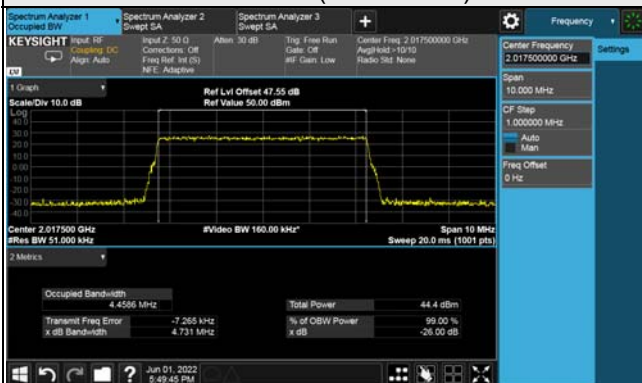 Spectrum Analyzer 1
Occupied BW
Spectrum Analyzer 2
Swept SA
Spectrum Analyzer 3
Swept SA
+
Frequency
KEYSIGHT
Input: RF
Coupling: DC
Align: Auto
Input Z: 50 Ω
Corrections: Off
Freq Ref: Int (S)
NFE: Adaptive
Atten: 30 dB
Trig: Free Run
Gate: Off
#IF Gain: Low
Center Freq: 2.017500000 GHz
Avg|Hold:>10/10
Radio Std: None
LXI
Center Frequency
2.017500000 GHz
Settings
Span
10.000 MHz
CF Step
1.000000 MHz
Auto
Man
Freq Offset
0 Hz
1 Graph
Scale/Div 10.0 dB
Ref Lvl Offset 47.55 dB
Ref Value 50.00 dBm
Log
40.0
30.0
20.0
10.0
0.00
-10.0
-20.0
-30.0
-40.0
Center 2.017500 GHz
#Res BW 51.000 kHz
#Video BW 160.00 kHz*
Span 10 MHz
Sweep 20.0 ms (1001 pts)
2 Metrics
Occupied Bandwidth
4.4586 MHz
Total Power 44.4 dBm
Transmit Freq Error -7.265 kHz
% of OBW Power 99.00 %
x dB Bandwidth 4.731 MHz
x dB -26.00 dB
?
Jun 01, 2022
5:49:45 PM